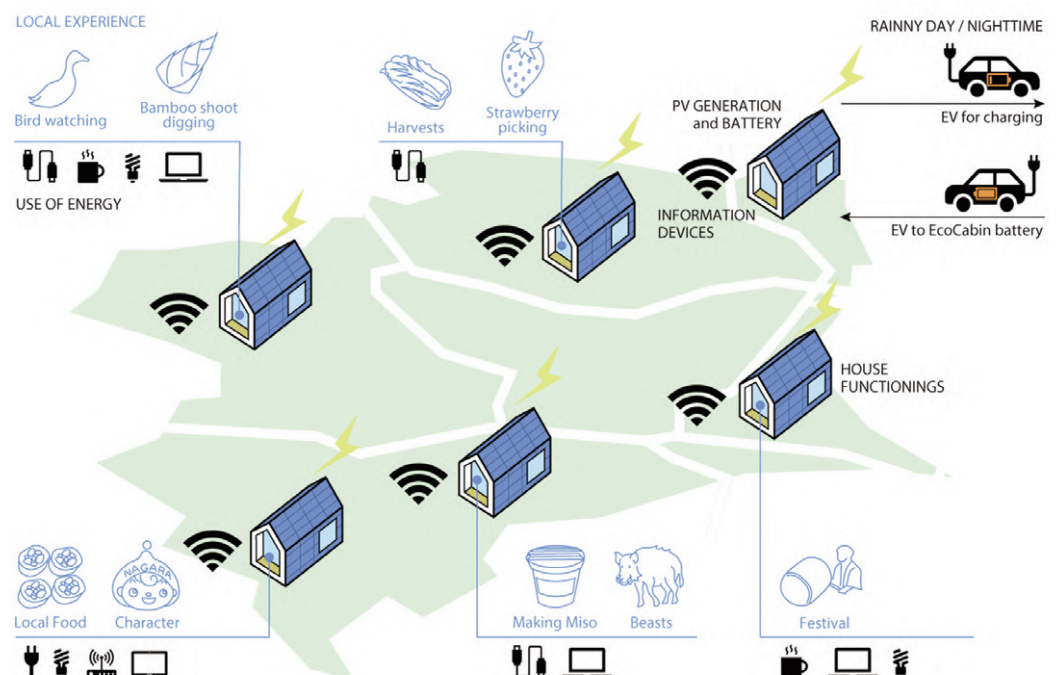 LOCAL EXPERIENCE
Bird watching
Bamboo shoot
digging
USE OF ENERGY
Harvests
Strawberry
picking
PV GENERATION
and BATTERY
INFORMATION
DEVICES
RAINNY DAY / NIGHTTIME
EV for charging
EV to EcoCabin battery
HOUSE
FUNCTIONINGS
NAGARA
Local Food
Character
Making Miso
Beasts
Festival